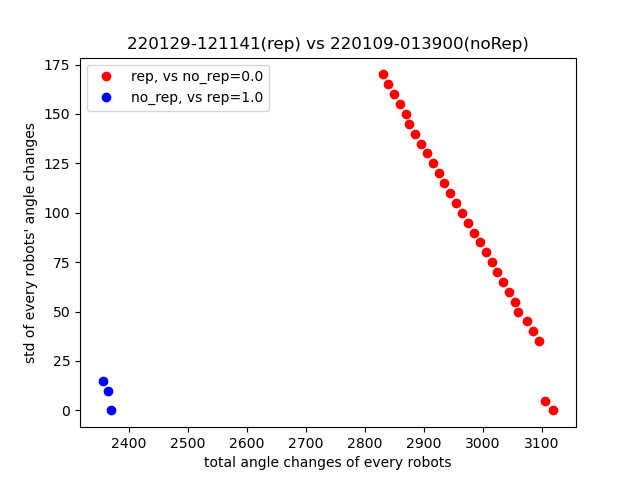 220129-121141(rep) vs 220109-013900(noRep)
175
150
125
100
75
50
25
0
rep, vs no_rep=0.0
no_rep, vs rep=1.0
std of every robots' angle changes
2400 2500 2600 2700 2800 2900 3000 3100
total angle changes of every robots